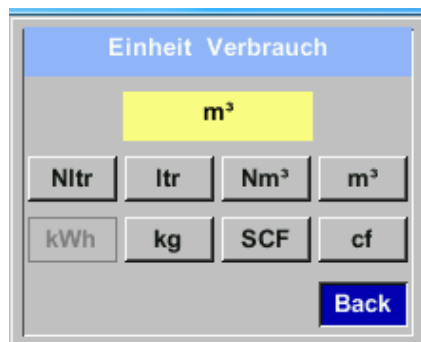 Einheit Verbrauch
m³
Nltr ltr Nm³ m³
kWh kg SCF cf
Back